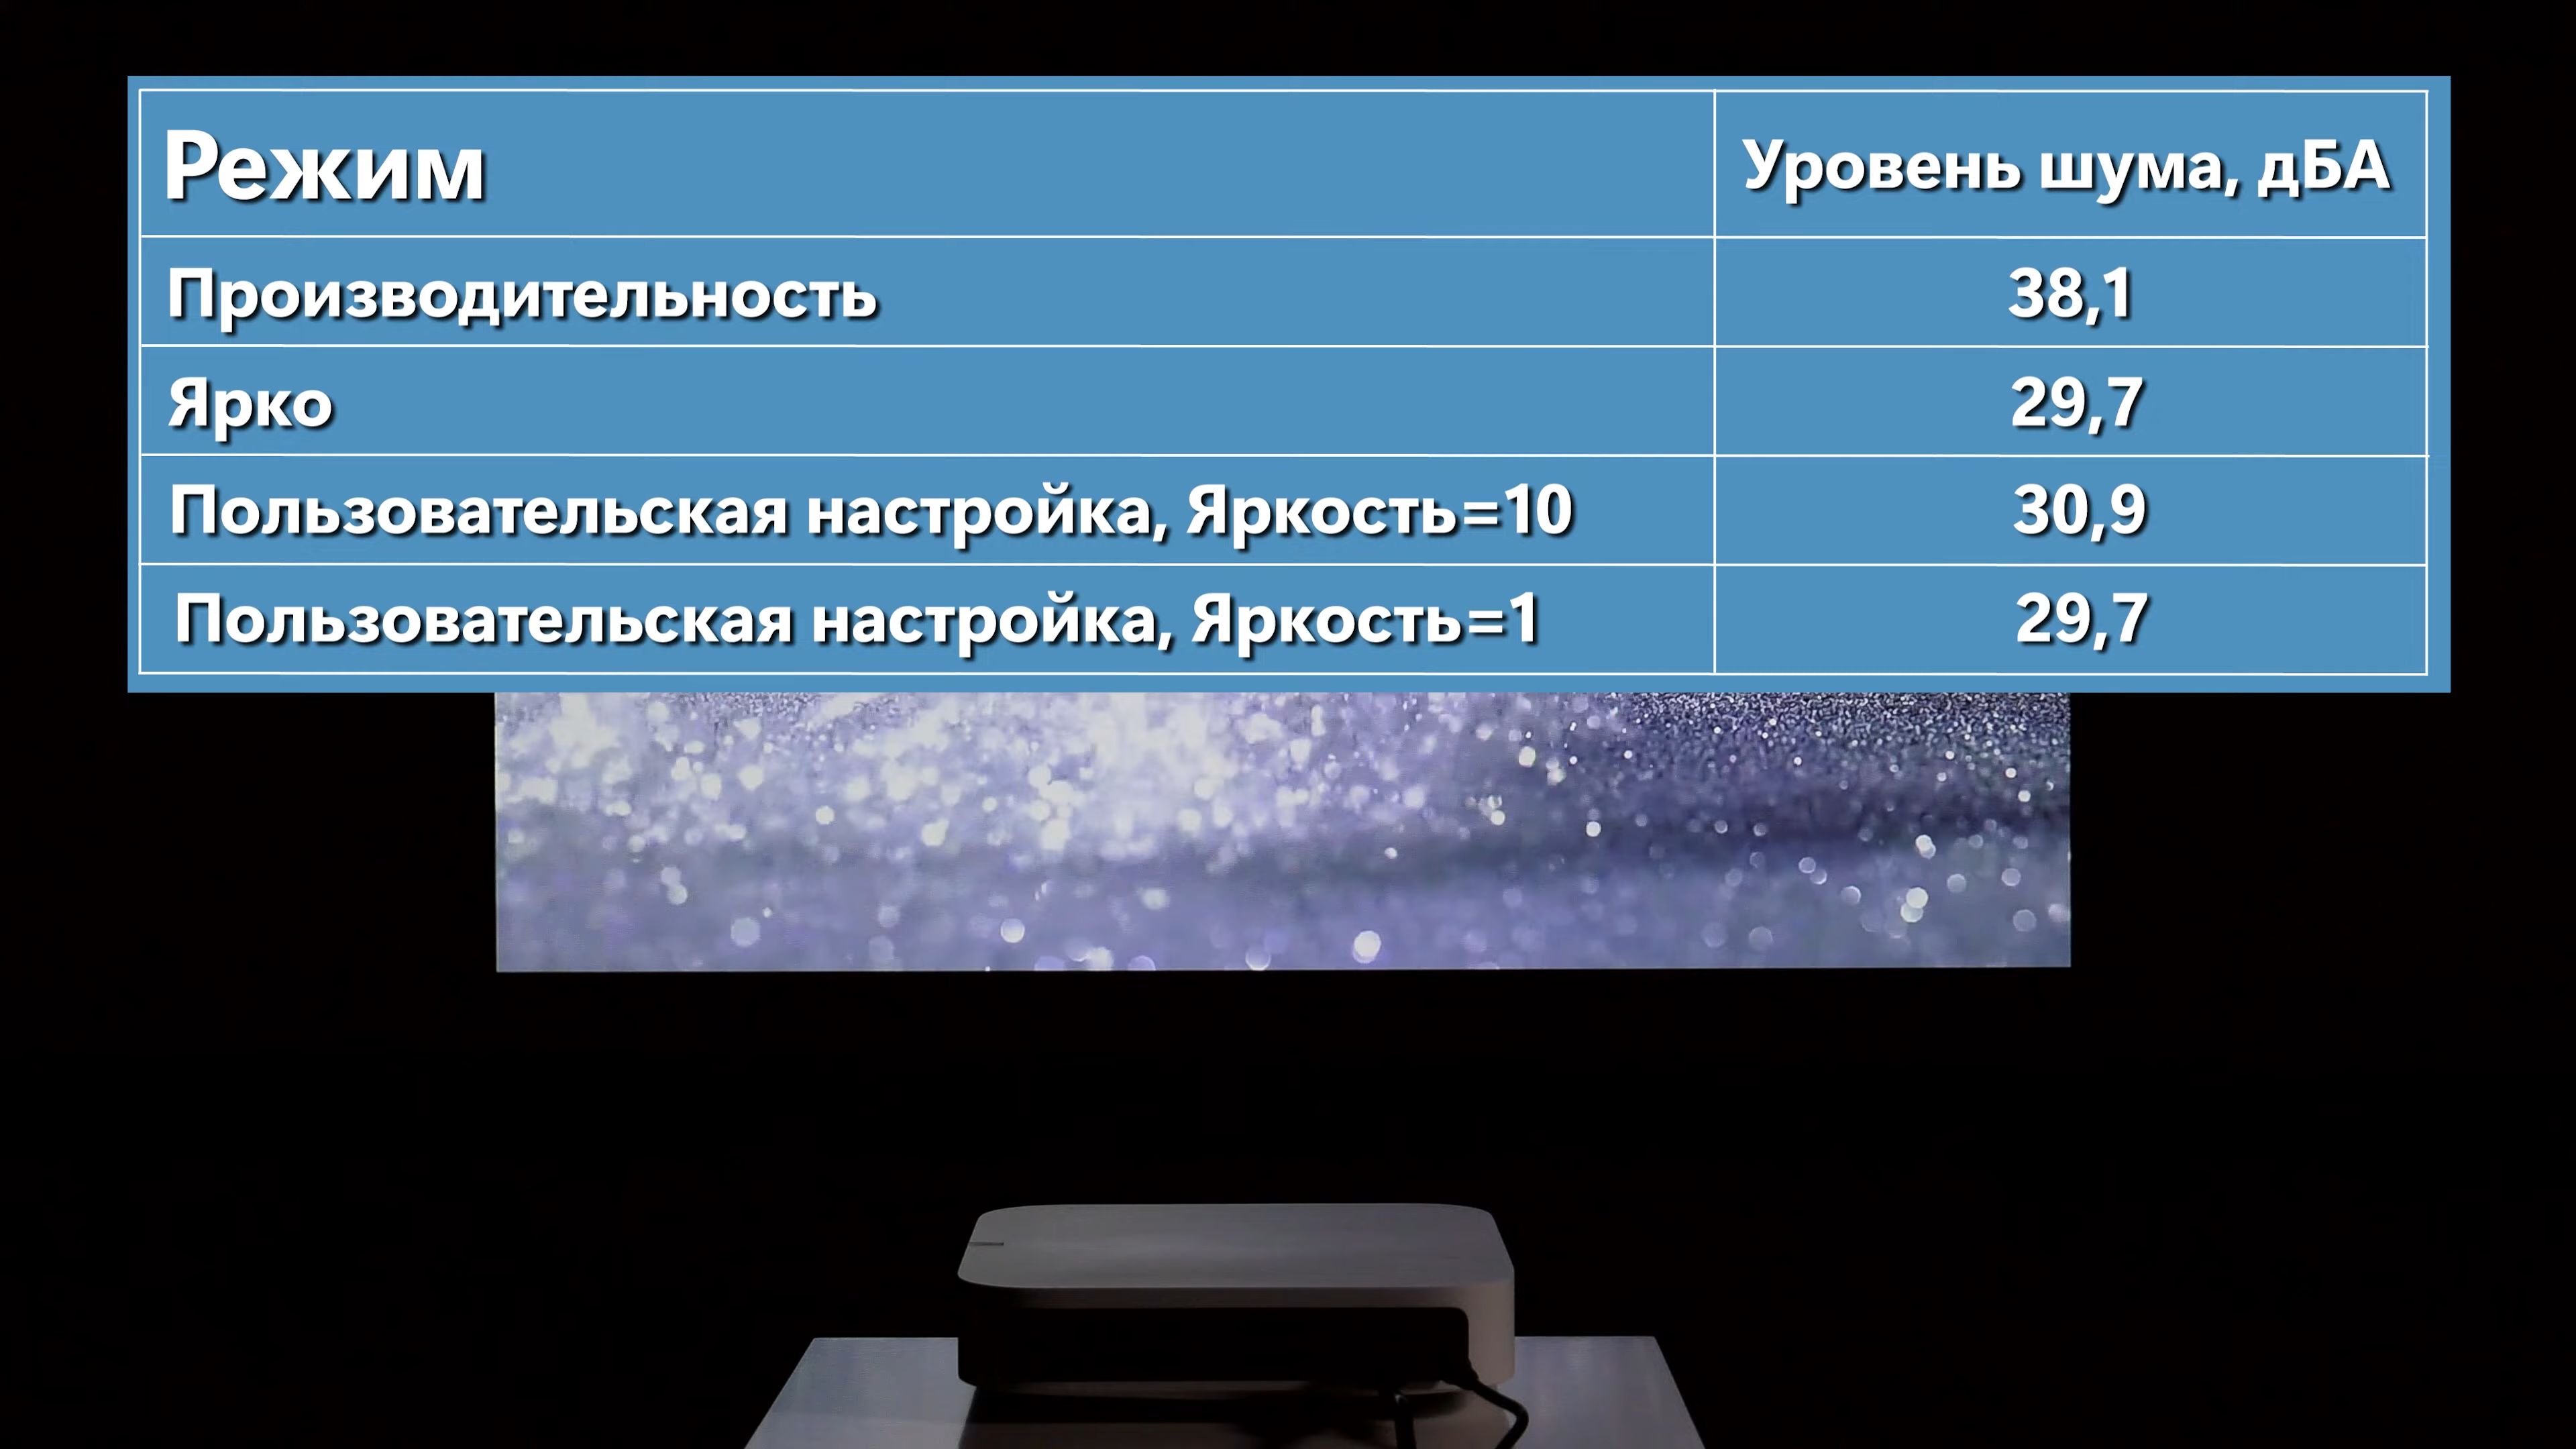 Режим Уровень шума, дБА
Производительность 38,1
Ярко 29,7
Пользовательская настройка, Яркость=10 30,9
Пользовательская настройка, Яркость=1 29,7